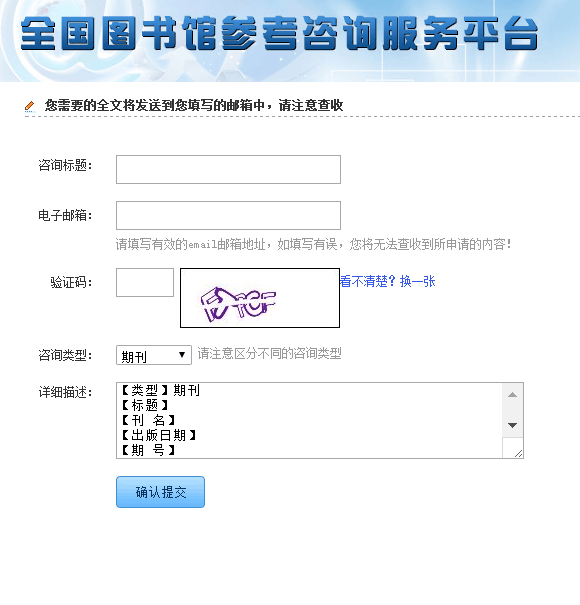 全国图书馆参考咨询服务平台
您需要的全文将发送到您填写的邮箱中，请注意查收
咨询标题：
电子邮箱：
请填写有效的email邮箱地址，如填写有误，您将无法查收到所申请的内容！
验证码：
看不清楚？换一张
咨询类型：
期刊
请注意区分不同的咨询类型
详细描述：
【类型】期刊
【标题】
【刊 名】
【出版日期】
【期 号】
确认提交